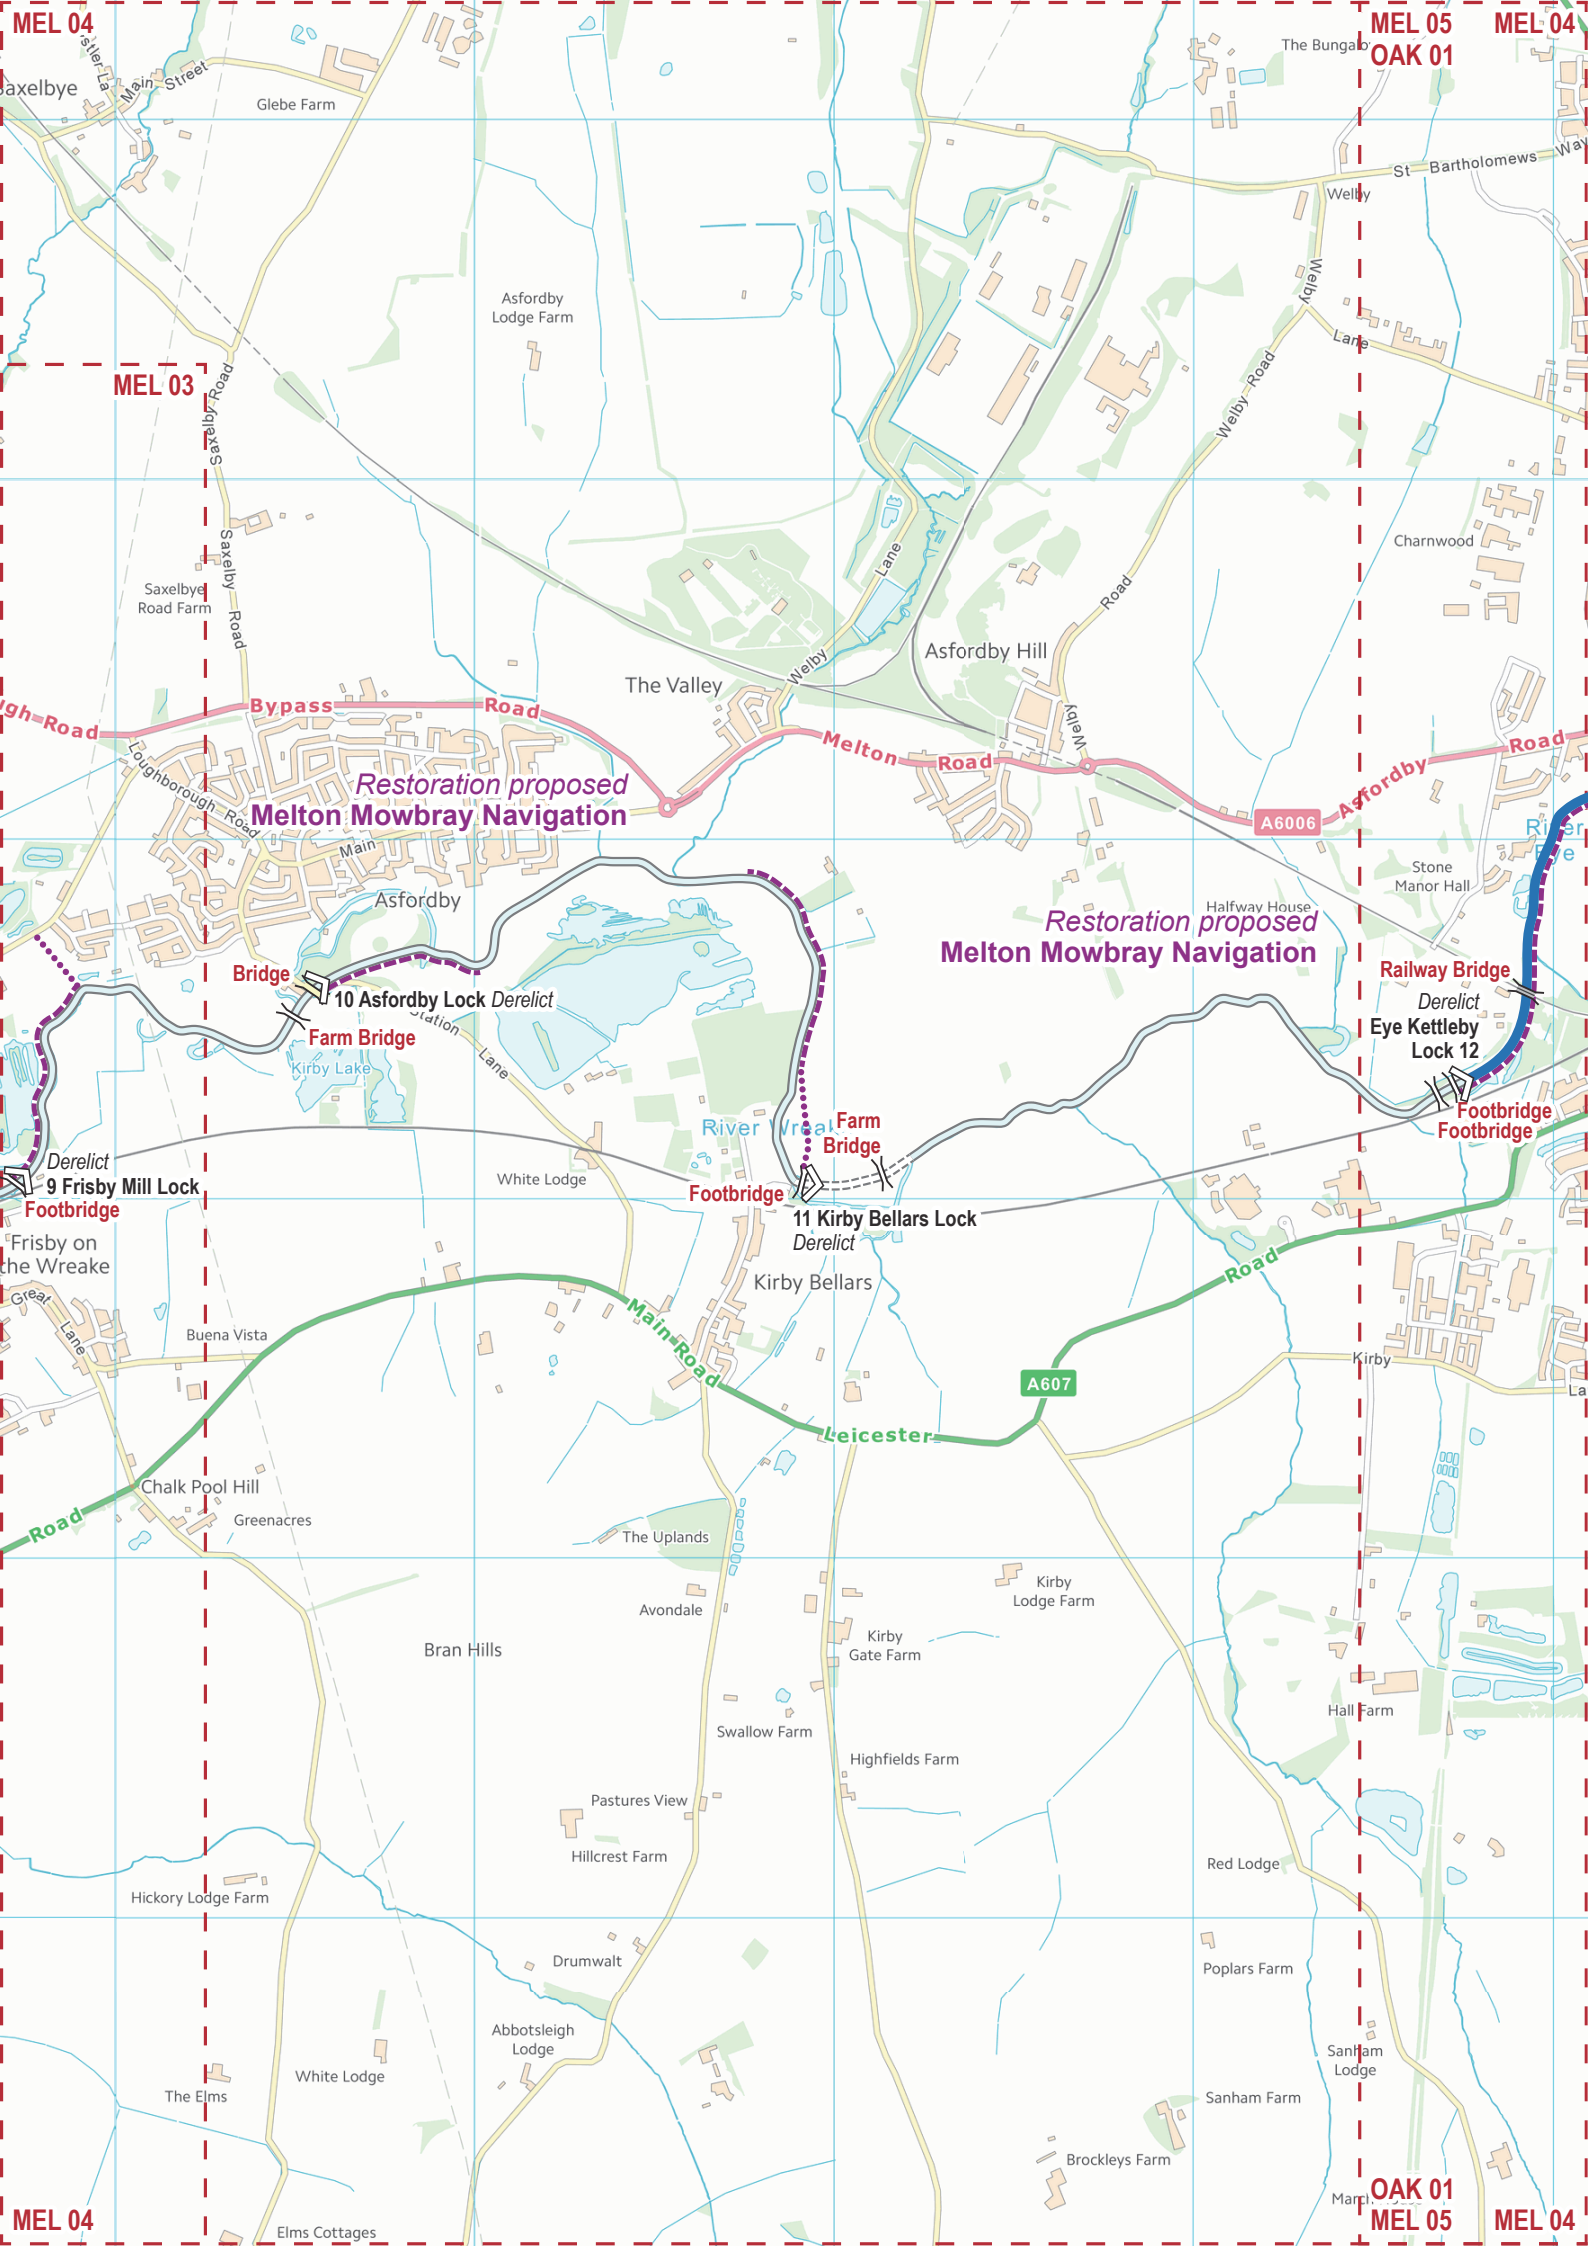 MEL 04
MEL 05
MEL 04
OAK 01
The Bungalo
stler La
Main Street
axelbye
Glebe Farm
St Bartholomews Way
Welby
Asfordby
Lodge Farm
Welby
Lane
MEL 03
Saxelby Road
Welby Road
Saxelby Road
Charnwood
Saxelbye
Road Farm
Lane
Road
Asfordby Hill
Welby
The Valley
Welby
ugh Road
Bypass Road
Melton Road
Asfordby Road
A6006
Loughborough Road
Restoration proposed
Melton Mowbray Navigation
Main
River
Eye
Stone
Manor Hall
Asfordby
Halfway House
Restoration proposed
Melton Mowbray Navigation
Bridge
10 Asfordby Lock Derelict
Station Lane
Farm Bridge
Kirby Lake
Railway Bridge
Derelict
Eye Kettleby
Lock 12
Footbridge
Footbridge
River Wreak
Farm
Bridge
Derelict
9 Frisby Mill Lock
Footbridge
White Lodge
Footbridge
11 Kirby Bellars Lock
Derelict
Frisby on
the Wreake
Kirby Bellars
Great Lane
Buena Vista
Main Road
Road
A607
Kirby
La
Leicester
Chalk Pool Hill
Greenacres
Road
The Uplands
Avondale
Kirby
Lodge Farm
Kirby
Gate Farm
Bran Hills
Swallow Farm
Hall Farm
Highfields Farm
Pastures View
Hillcrest Farm
Red Lodge
Hickory Lodge Farm
Drumwalt
Poplars Farm
Abbotsleigh
Lodge
Sanham
Lodge
White Lodge
The Elms
Sanham Farm
Brockleys Farm
OAK 01
MEL 04
Elms Cottages
MEL 05
MEL 04